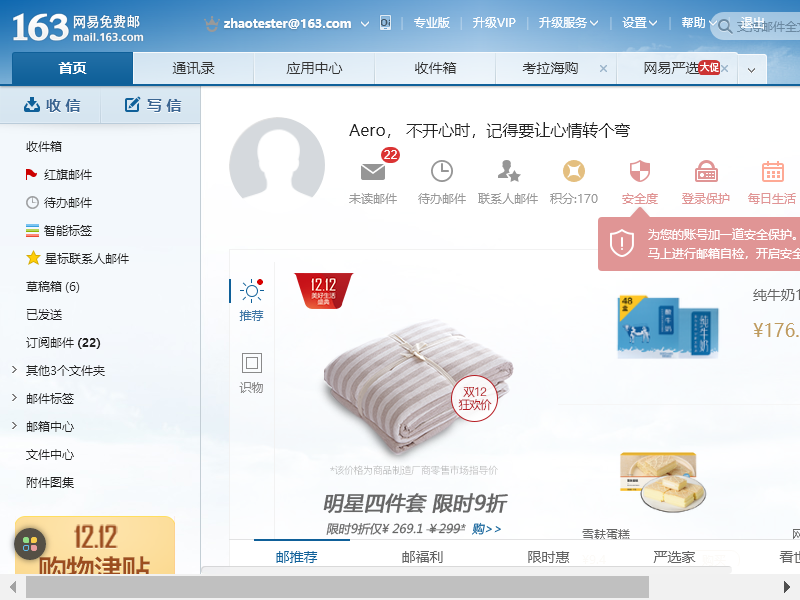 163 网易免费邮
mail.163.com
zhaotester@163.com
专业版
升级VIP
升级服务
设置
帮助
退出
支持邮件全文
首页
通讯录
应用中心
收件箱
考拉海购
网易严选
大促
收信
写信
收件箱
红旗邮件
待办邮件
智能标签
星标联系人邮件
草稿箱 (6)
已发送
订阅邮件 (22)
其他3个文件夹
邮件标签
邮箱中心
文件中心
附件图集
12.12
购物津贴
Aero， 不开心时，记得要让心情转个弯
22
未读邮件
待办邮件
联系人邮件
积分:170
安全度
登录保护
每日生活
为您的账号加一道安全保护。
马上进行邮箱自检，开启安全
推荐
识物
12.12
美好生活
盛典
双12
狂欢价
*该价格为商品制造厂商零售市场指导价
明星四件套 限时9折
限时9折仅¥ 269.1 ¥299* 购>>
48
盒
纯牛奶
纯牛奶1
¥176.
雪麸蛋糕
邮推荐
邮福利
限时惠
严选家
看世